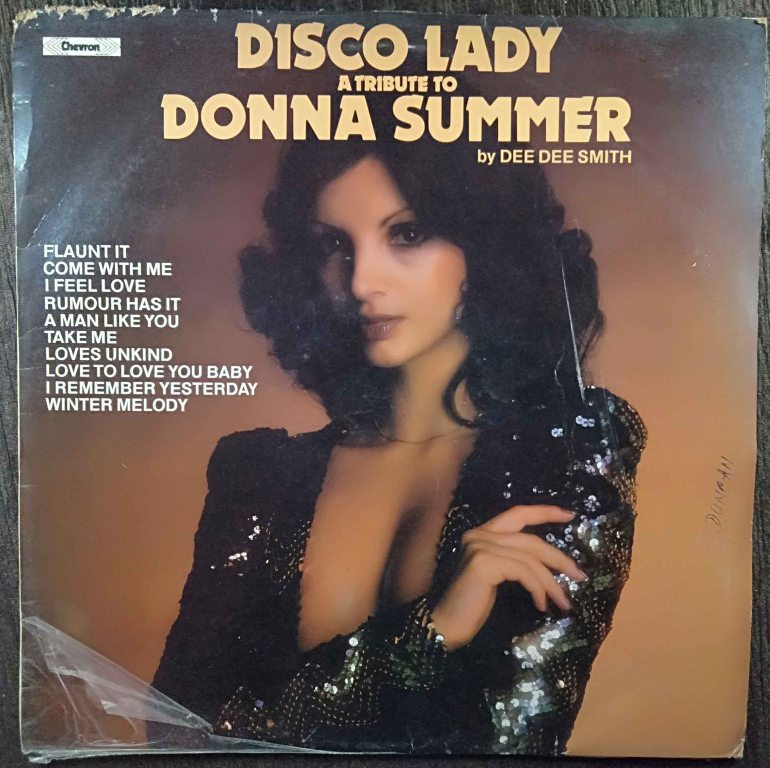 Chevron
DISCO LADY
A TRIBUTE TO
DONNA SUMMER
by DEE DEE SMITH
FLAUNT IT
COME WITH ME
I FEEL LOVE
RUMOUR HAS IT
A MAN LIKE YOU
TAKE ME
LOVES UNKIND
LOVE TO LOVE YOU BABY
I REMEMBER YESTERDAY
WINTER MELODY